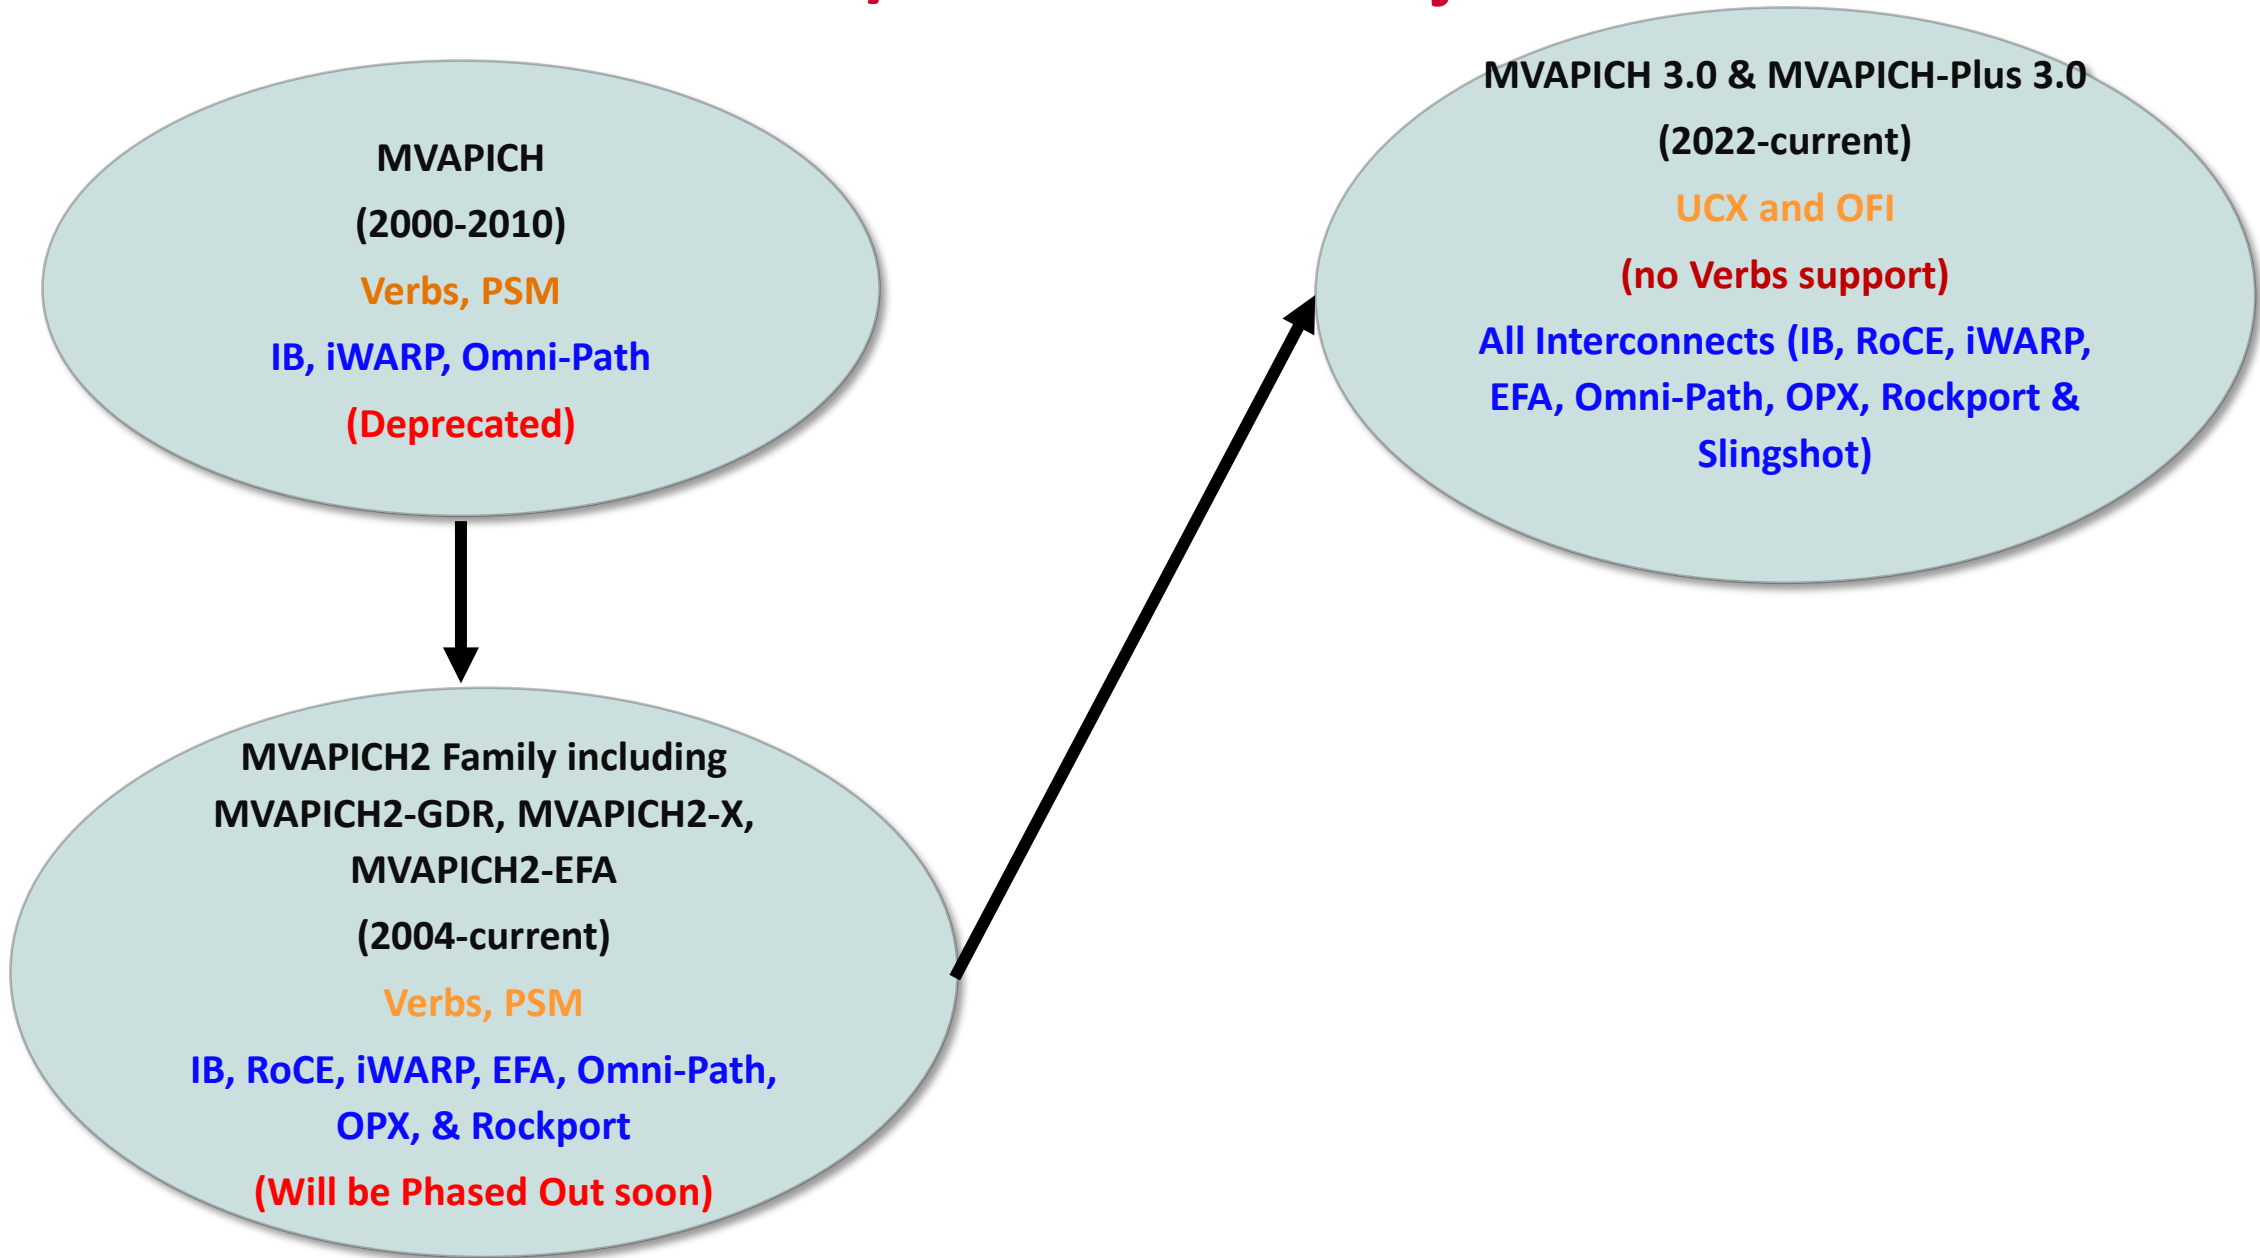 MVAPICH
(2000-2010)
Verbs, PSM
IB, iWARP, Omni-Path
(Deprecated)
MVAPICH2 Family including
MVAPICH2-GDR, MVAPICH2-X,
MVAPICH2-EFA
(2004-current)
Verbs, PSM
IB, RoCE, iWARP, EFA, Omni-Path,
OPX, & Rockport
(Will be Phased Out soon)
MVAPICH 3.0 & MVAPICH-Plus 3.0
(2022-current)
UCX and OFI
(no Verbs support)
All Interconnects (IB, RoCE, iWARP,
EFA, Omni-Path, OPX, Rockport &
Slingshot)